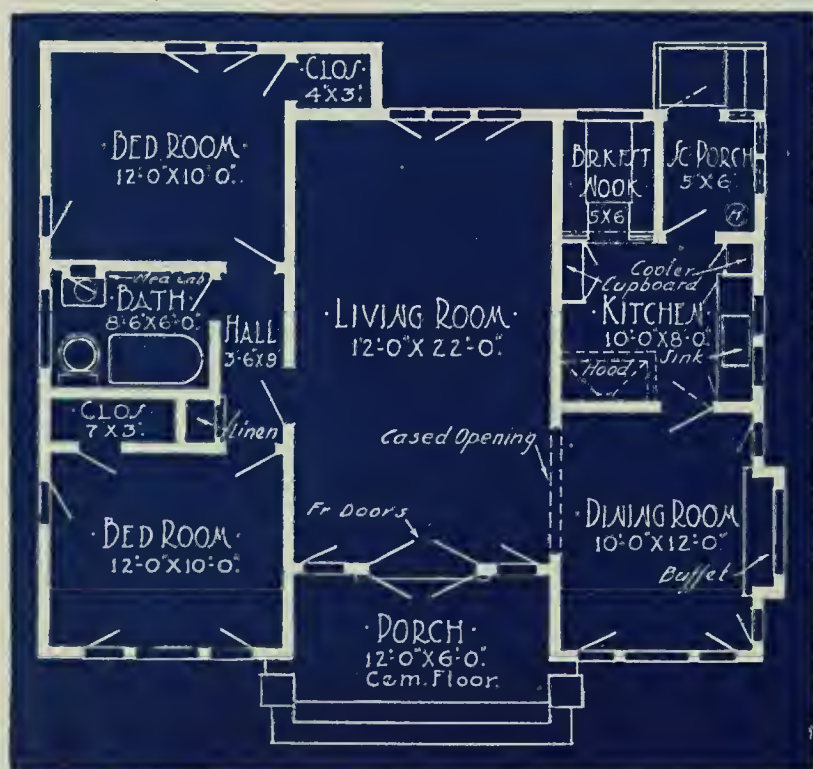 ·CLOS·
4'X3'.
·BED ROOM·
12'-0"X10'-0".
BRKFST
NOOK
5X6
SC. PORCH
5'X6'
H
Med Cab
·BATH·
8'-6"X6'-0".
HALL
3'-6"X9'
·LIVING ROOM·
12'-0"X 22'-0".
Cooler
Cupboard
·KITCHEN·
10'-0"X8'-0".
Sink
Hood
·CLOS·
7'X3'.
Linen
Cased Opening
Fr Doors
·BED ROOM·
12'-0"X10'-0".
·DINING ROOM·
10'-0"X12'-0".
Buffet
·PORCH·
12'-0"X6'-0".
Cem. Floor.